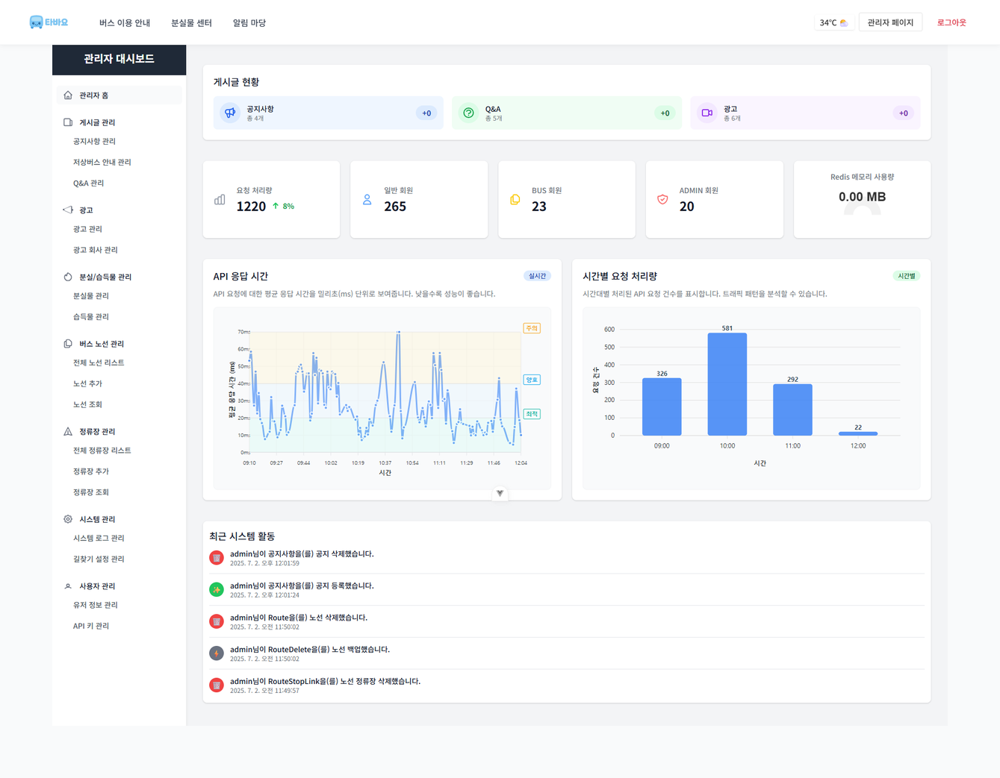 타바요
버스 이용 안내
분실물 센터
알림 마당
34℃
관리자 페이지
로그아웃
관리자 대시보드
관리자 홈
게시글 관리
공지사항 관리
저상버스 안내 관리
Q&A 관리
광고
광고 관리
광고 회사 관리
분실/습득물 관리
분실물 관리
습득물 관리
버스 노선 관리
전체 노선 리스트
노선 추가
노선 조회
정류장 관리
전체 정류장 리스트
정류장 추가
정류장 조회
시스템 관리
시스템 로그 관리
길찾기 설정 관리
사용자 관리
유저 정보 관리
API 키 관리
게시글 현황
공지사항
총 4개
+0
Q&A
총 5개
+0
광고
총 6개
+0
요청 처리량
1220 ↑ 8%
일반 회원
265
BUS 회원
23
ADMIN 회원
20
Redis 메모리 사용량
0.00 MB
API 응답 시간
실시간
API 요청에 대한 평균 응답 시간을 밀리초(ms) 단위로 보여줍니다. 낮을수록 성능이 좋습니다.
평균 응답 시간 (ms)
70ms
60ms
50ms
40ms
30ms
20ms
10ms
0ms
주의
양호
최적
09:10 09:27 09:44 10:02 10:19 10:37 10:54 11:11 11:29 11:46 12:04
시간
시간별 요청 처리량
시간별
시간대별 처리된 API 요청 건수를 표시합니다. 트래픽 패턴을 분석할 수 있습니다.
요청 건수
600
500
400
300
200
100
0
326
581
292
22
09:00 10:00 11:00 12:00
시간
최근 시스템 활동
admin님이 공지사항을(를) 공지 삭제했습니다.
2025. 7. 2. 오후 12:01:59
admin님이 공지사항을(를) 공지 등록했습니다.
2025. 7. 2. 오후 12:01:24
admin님이 Route을(를) 노선 삭제했습니다.
2025. 7. 2. 오전 11:50:02
admin님이 RouteDelete을(를) 노선 백업했습니다.
2025. 7. 2. 오전 11:50:02
admin님이 RouteStopLink을(를) 노선 정류장 삭제했습니다.
2025. 7. 2. 오전 11:49:57